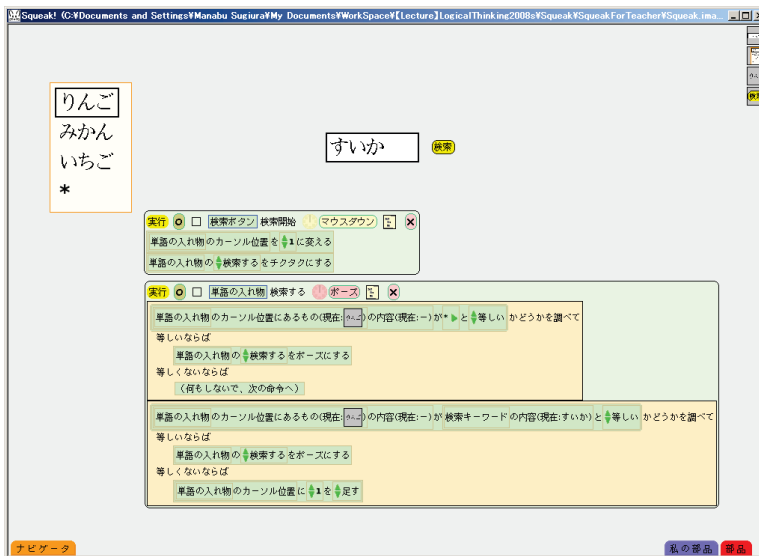 Squeak! (C:¥Documents and Settings¥Manabu Sugiura¥My Documents¥WorkSpace¥【Lecture】LogicalThinking2008s¥Squeak¥SqueakForTeacher¥Squeak.ima...
りんご
みかん
いちご
*
すいか 検索
実行 検索ボタン 検索開始 マウスダウン
単語の入れ物のカーソル位置を 1 に変える
単語の入れ物の 検索する をチクタクにする
実行 単語の入れ物 検索する ポーズ
単語の入れ物のカーソル位置にあるもの(現在: りんご)の内容(現在:ー)が * と 等しい かどうかを調べて
等しいならば
単語の入れ物の 検索する をポーズにする
等しくないならば
(何もしないで、次の命令へ)
単語の入れ物のカーソル位置にあるもの(現在: りんご)の内容(現在:ー)が 検索キーワードの内容(現在:すいか) と 等しい かどうかを調べて
等しいならば
単語の入れ物の 検索する をポーズにする
等しくないならば
単語の入れ物のカーソル位置に 1 を 足す
ナビゲータ 私の部品 部品